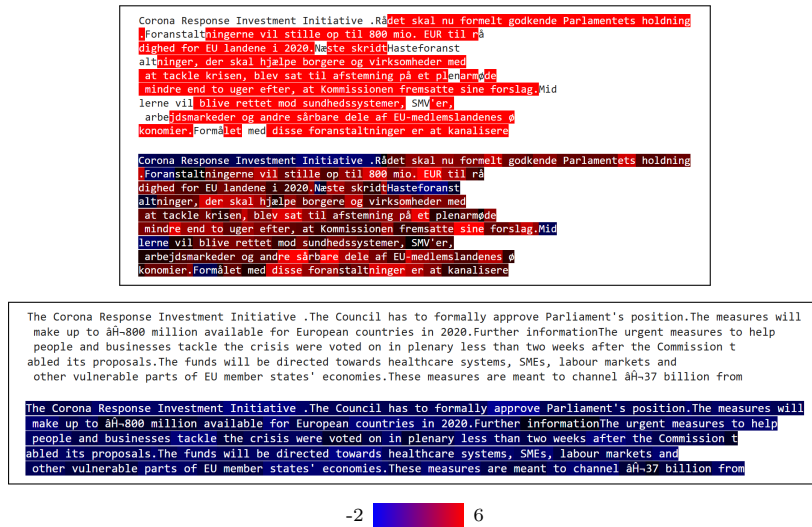 Corona Response Investment Initiative .Rådet skal nu formelt godkende Parlamentets holdning
.Foranstaltningerne vil stille op til 800 mio. EUR til rå
dighed for EU landene i 2020.Næste skridtHasteforanst
altninger, der skal hjælpe borgere og virksomheder med
at tackle krisen, blev sat til afstemning på et plenarmøde
mindre end to uger efter, at Kommissionen fremsatte sine forslag.Mid
lerne vil blive rettet mod sundhedssystemer, SMV'er,
arbejdsmarkeder og andre sårbare dele af EU-medlemslandenes ø
konomier.Formålet med disse foranstaltninger er at kanalisere
Corona Response Investment Initiative .Rådet skal nu formelt godkende Parlamentets holdning
.Foranstaltningerne vil stille op til 800 mio. EUR til rå
dighed for EU landene i 2020.Næste skridtHasteforanst
altninger, der skal hjælpe borgere og virksomheder med
at tackle krisen, blev sat til afstemning på et plenarmøde
mindre end to uger efter, at Kommissionen fremsatte sine forslag.Mid
lerne vil blive rettet mod sundhedssystemer, SMV'er,
arbejdsmarkeder og andre sårbare dele af EU-medlemslandenes ø
konomier.Formålet med disse foranstaltninger er at kanalisere
The Corona Response Investment Initiative .The Council has to formally approve Parliament's position.The measures will
make up to âĤ¬800 million available for European countries in 2020.Further informationThe urgent measures to help
people and businesses tackle the crisis were voted on in plenary less than two weeks after the Commission t
abled its proposals.The funds will be directed towards healthcare systems, SMEs, labour markets and
other vulnerable parts of EU member states' economies.These measures are meant to channel âĤ¬37 billion from
The Corona Response Investment Initiative .The Council has to formally approve Parliament's position.The measures will
make up to âĤ¬800 million available for European countries in 2020.Further informationThe urgent measures to help
people and businesses tackle the crisis were voted on in plenary less than two weeks after the Commission t
abled its proposals.The funds will be directed towards healthcare systems, SMEs, labour markets and
other vulnerable parts of EU member states' economies.These measures are meant to channel âĤ¬37 billion from
-2 6